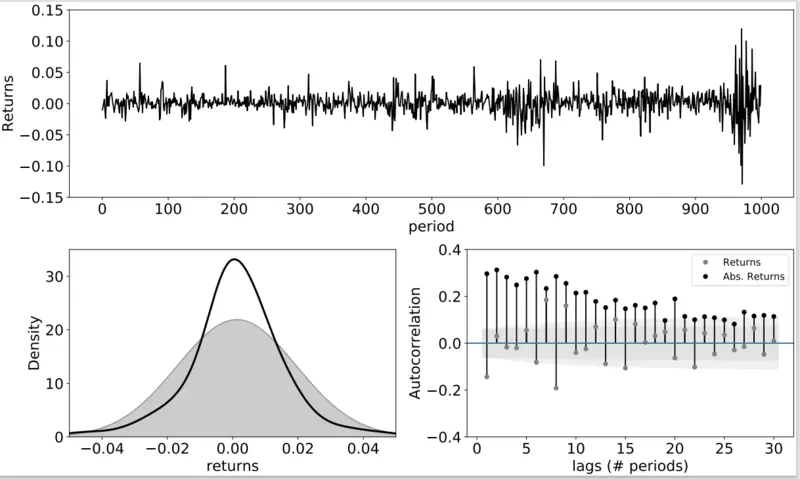 0.15
0.10
0.05
0.00
−0.05
−0.10
−0.15
Returns
0 100 200 300 400 500 600 700 800 900 1000
period
30
20
10
0
Density
−0.04 −0.02 0.00 0.02 0.04
returns
0.4
0.2
0.0
−0.2
−0.4
Autocorrelation
Returns
Abs. Returns
0 5 10 15 20 25 30
lags (# periods)